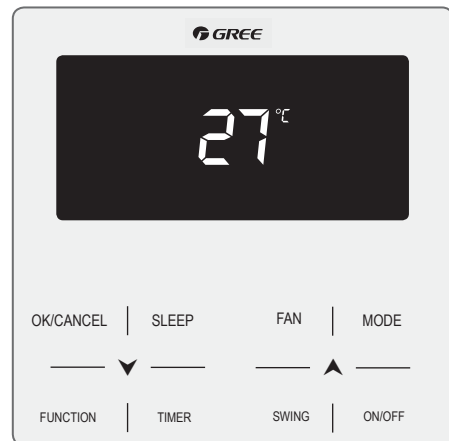 GREE
27°C
OK/CANCEL SLEEP FAN MODE
FUNCTION TIMER SWING ON/OFF